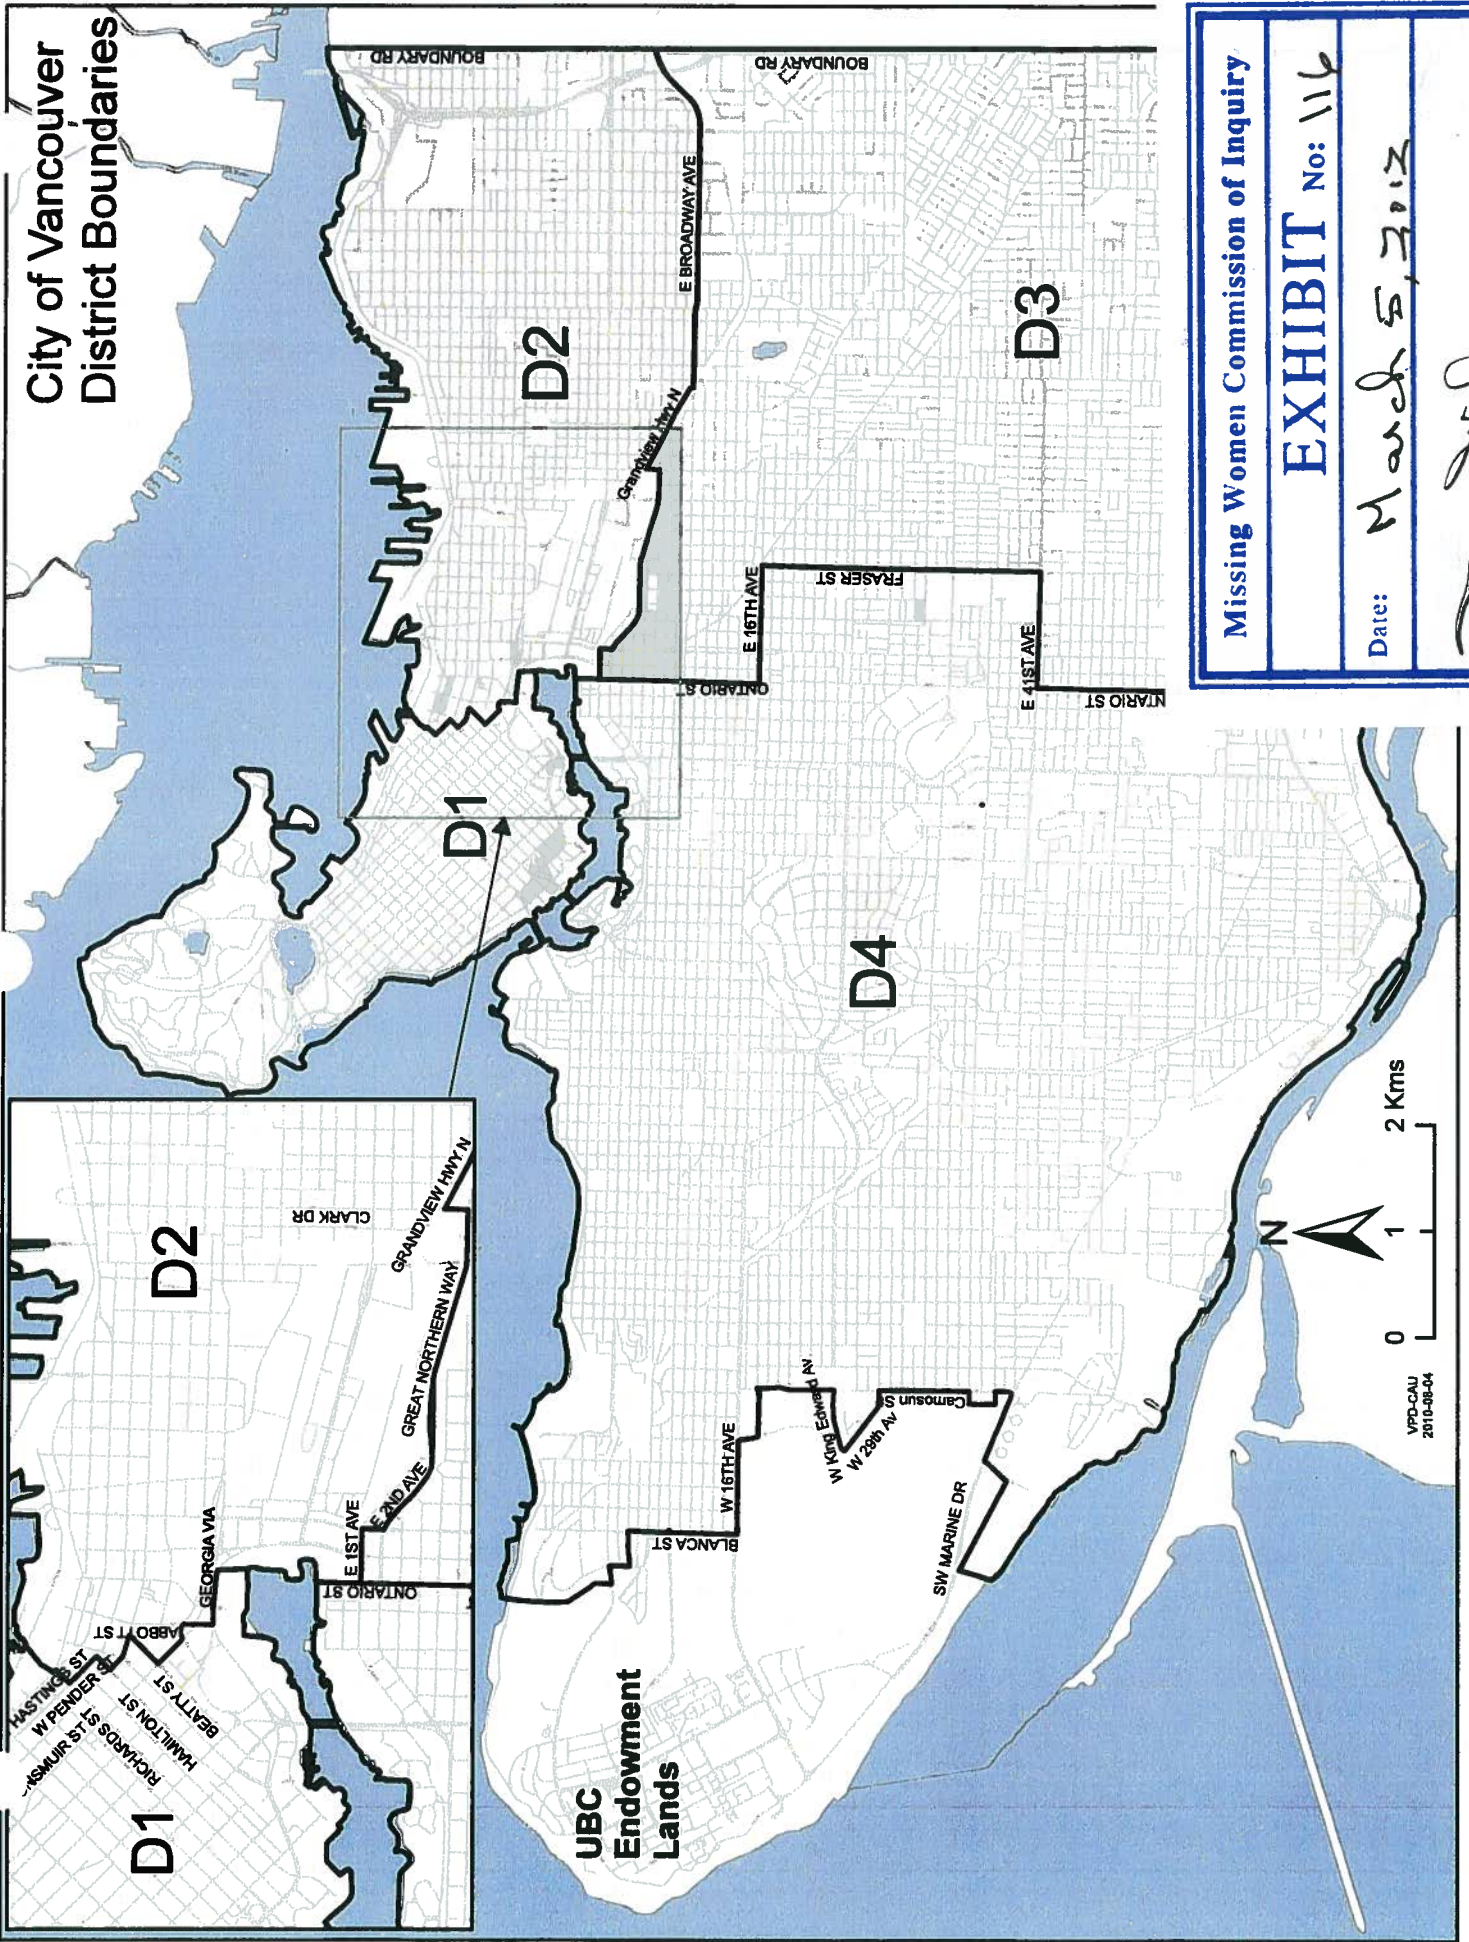 City of Vancouver
District Boundaries
D1
D2
HASTINGS ST
W PENDER ST
NSMUIR ST
RICHARDS ST
HAMILTON ST
BEATTY ST
ABBOTT ST
GEORGIA VIA
E 1ST AVE
E 2ND AVE
ONTARIO ST
GREAT NORTHERN WAY
GRANDVIEW HWY N
CLARK DR
D1
D2
BOUNDARY RD
Grandview Hwy N
E BROADWAY AVE
BOUNDARY RD
D3
E 16TH AVE
FRASER ST
ONTARIO S
E 41ST AVE
NTARIO ST
D4
UBC
Endowment
Lands
BLANCA ST
W 16TH AVE
W King Edward AV
W 29th Av
Camosun S
SW MARINE DR
N
0 1 2 Kms
VPD-CAU
2010-08-04
Missing Women Commission of Inquiry
EXHIBIT No: 116
Date: March 5, 2012